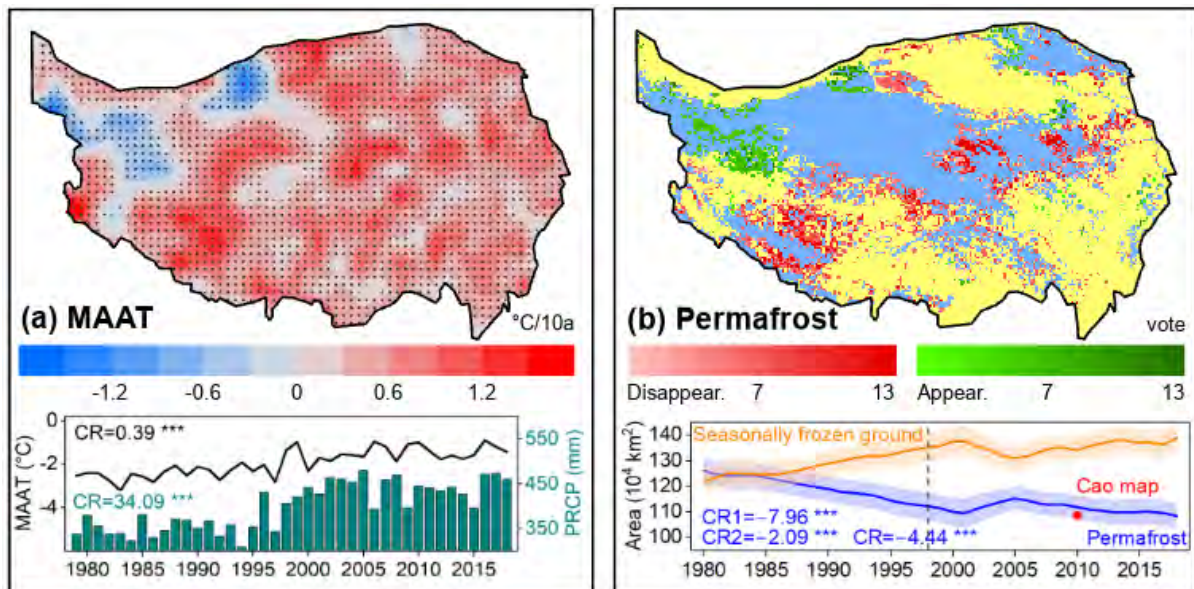 (a) MAAT
°C/10a
-1.2 -0.6 0 0.6 1.2
MAAT (°C)
0
-2
-4
CR=0.39 ***
CR=34.09 ***
PRCP (mm)
550
450
350
1980 1985 1990 1995 2000 2005 2010 2015
(b) Permafrost
vote
Disappear. 7 13
Appear. 7 13
Area (10⁴ km²)
140
130
120
110
100
Seasonally frozen ground
Cao map
CR1=−7.96 ***
CR2=−2.09 *** CR=−4.44 ***
Permafrost
1980 1985 1990 1995 2000 2005 2010 2015